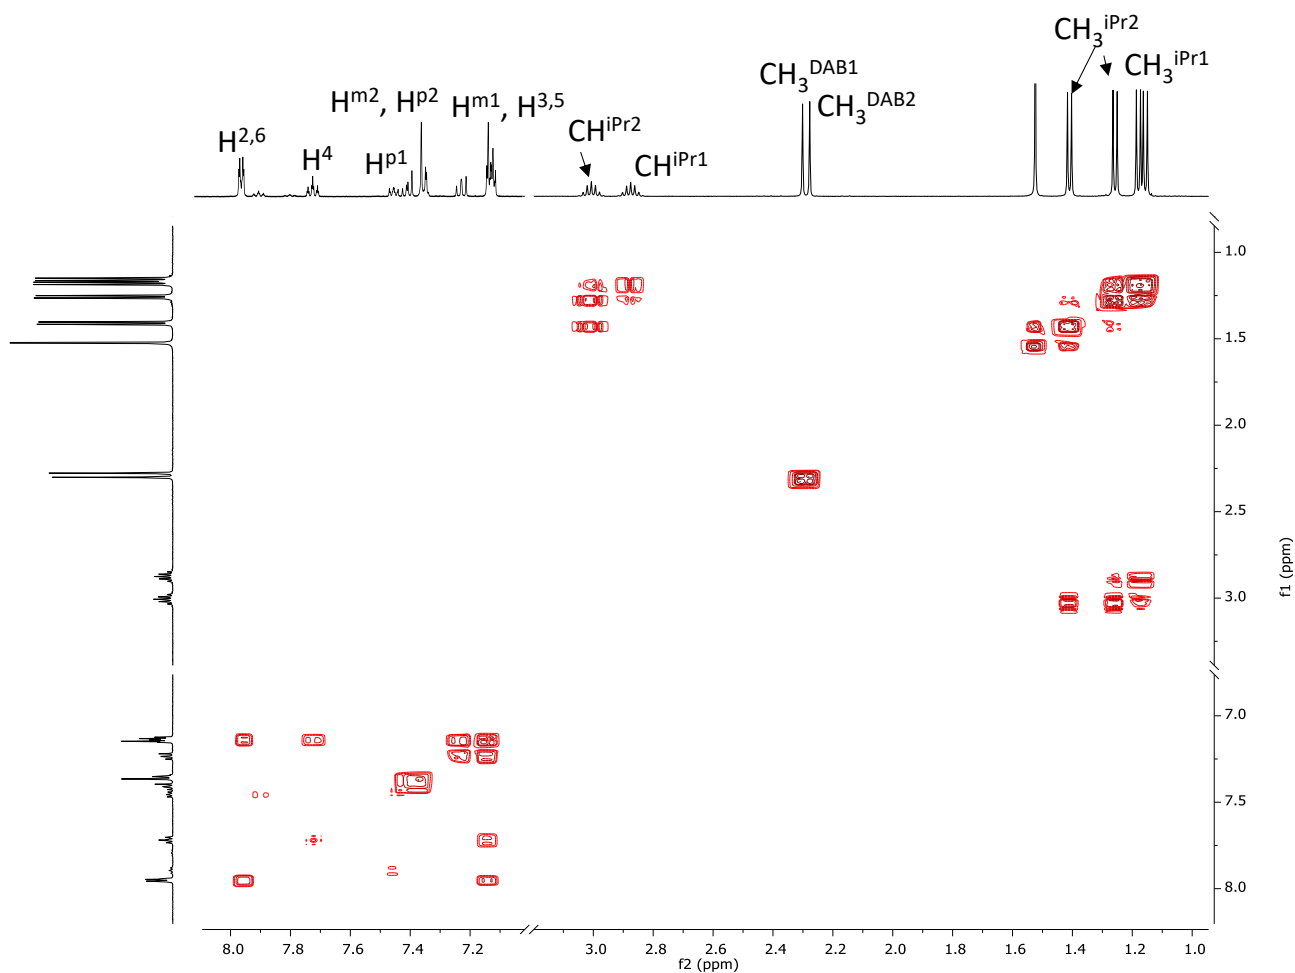 CH₃ⁱᴾʳ²
CH₃ᴰᴬᴮ¹
CH₃ⁱᴾʳ¹
Hᵐ², Hᵖ²
Hᵐ¹, H³,⁵
CH₃ᴰᴬᴮ²
H²,⁶
H⁴
Hᵖ¹
CHⁱᴾʳ²
CHⁱᴾʳ¹
1.0
1.5
2.0
2.5
3.0
7.0
7.5
8.0
f1 (ppm)
8.0 7.8 7.6 7.4 7.2 3.0 2.8 2.6 2.4 2.2 2.0 1.8 1.6 1.4 1.2 1.0
f2 (ppm)